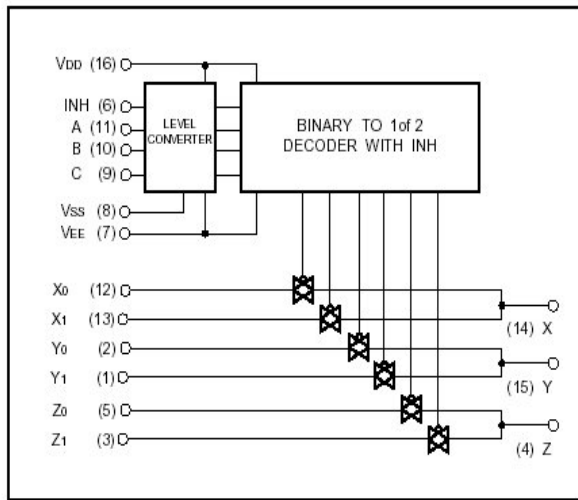 VDD (16)
INH (6)
A (11)
B (10)
C (9)
LEVEL
CONVERTER
BINARY TO 1of 2
DECODER WITH INH
VSS (8)
VEE (7)
X0 (12)
X1 (13)
(14) X
Y0 (2)
Y1 (1)
(15) Y
Z0 (5)
Z1 (3)
(4) Z